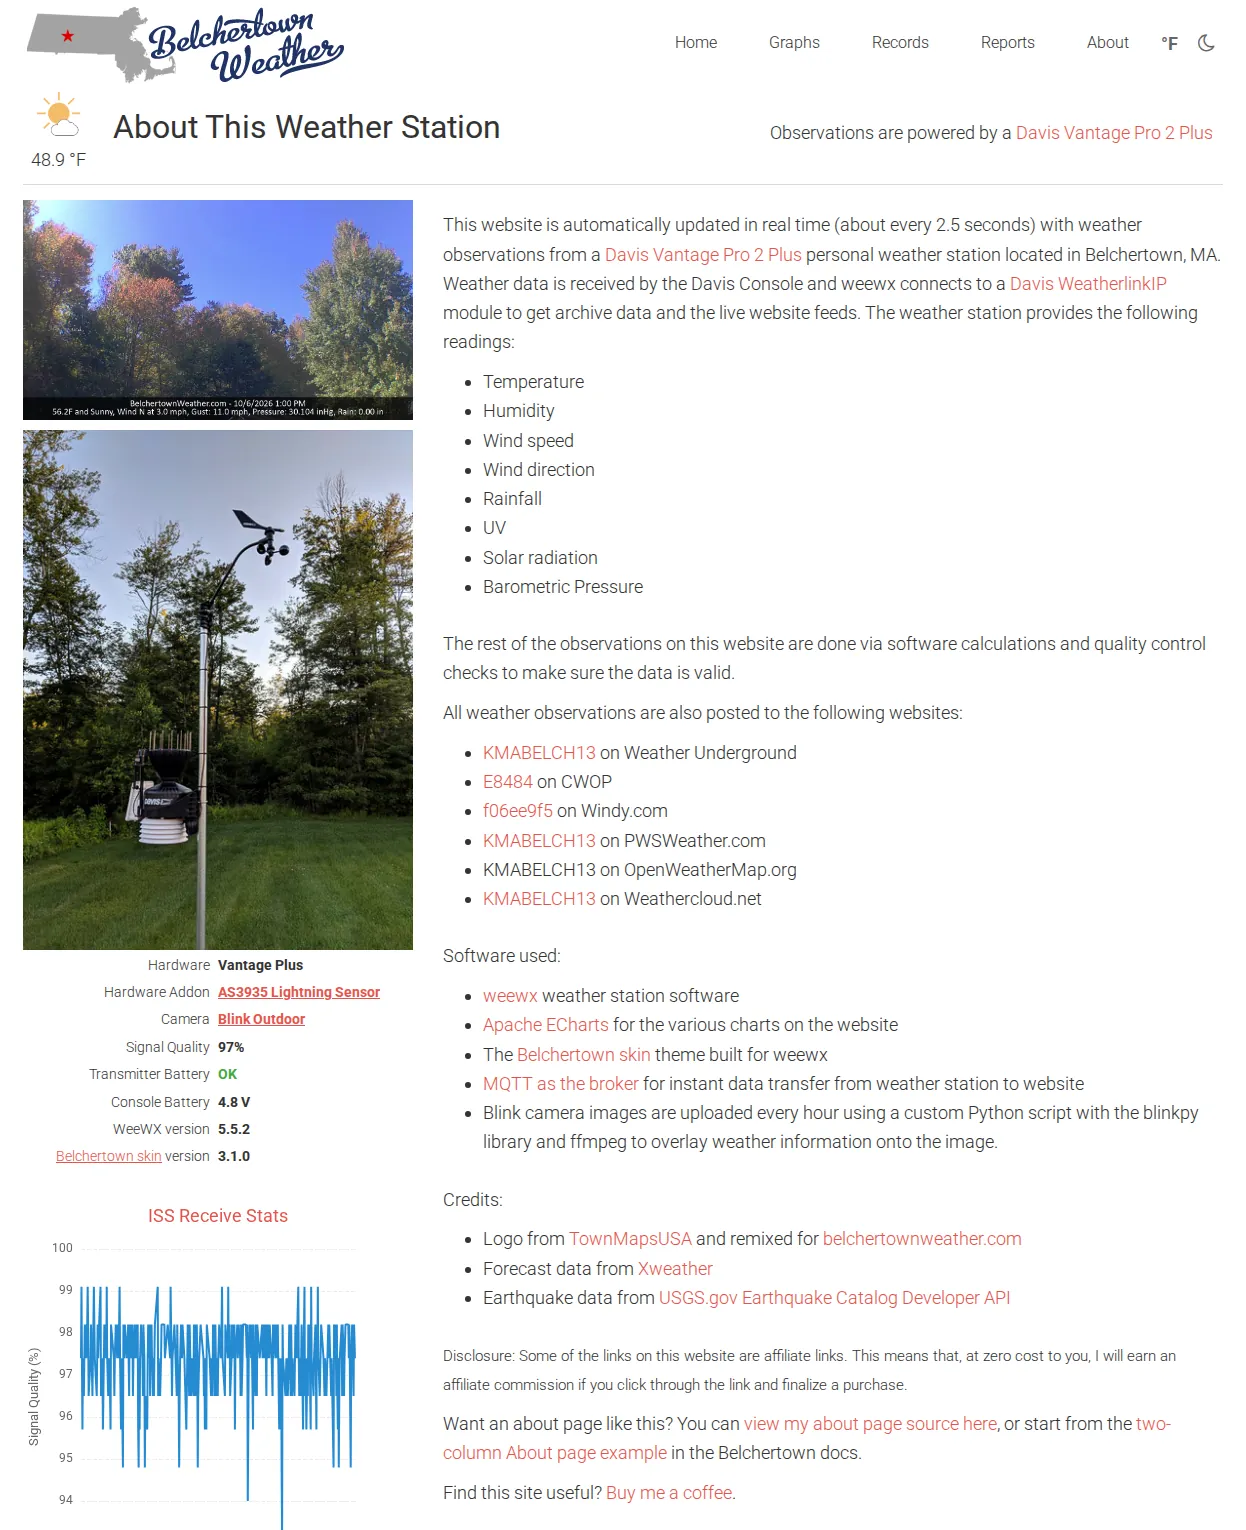 Belchertown
Weather
Home
Graphs
Records
Reports
About
°F
48.9 °F
About This Weather Station
Observations are powered by a Davis Vantage Pro 2 Plus
BelchertownWeather.com - 10/6/2026 1:00 PM
56.2F and Sunny, Wind N at 3.0 mph, Gust: 11.0 mph, Pressure: 30.104 inHg, Rain: 0.00 in
DAVIS
Hardware Vantage Plus
Hardware Addon AS3935 Lightning Sensor
Camera Blink Outdoor
Signal Quality 97%
Transmitter Battery OK
Console Battery 4.8 V
WeeWX version 5.5.2
Belchertown skin version 3.1.0
ISS Receive Stats
Signal Quality (%)
100
99
98
97
96
95
94
This website is automatically updated in real time (about every 2.5 seconds) with weather
observations from a Davis Vantage Pro 2 Plus personal weather station located in Belchertown, MA.
Weather data is received by the Davis Console and weewx connects to a Davis WeatherlinkIP
module to get archive data and the live website feeds. The weather station provides the following
readings:
Temperature
Humidity
Wind speed
Wind direction
Rainfall
UV
Solar radiation
Barometric Pressure
The rest of the observations on this website are done via software calculations and quality control
checks to make sure the data is valid.
All weather observations are also posted to the following websites:
KMABELCH13 on Weather Underground
E8484 on CWOP
f06ee9f5 on Windy.com
KMABELCH13 on PWSWeather.com
KMABELCH13 on OpenWeatherMap.org
KMABELCH13 on Weathercloud.net
Software used:
weewx weather station software
Apache ECharts for the various charts on the website
The Belchertown skin theme built for weewx
MQTT as the broker for instant data transfer from weather station to website
Blink camera images are uploaded every hour using a custom Python script with the blinkpy
library and ffmpeg to overlay weather information onto the image.
Credits:
Logo from TownMapsUSA and remixed for belchertownweather.com
Forecast data from Xweather
Earthquake data from USGS.gov Earthquake Catalog Developer API
Disclosure: Some of the links on this website are affiliate links. This means that, at zero cost to you, I will earn an
affiliate commission if you click through the link and finalize a purchase.
Want an about page like this? You can view my about page source here, or start from the two-
column About page example in the Belchertown docs.
Find this site useful? Buy me a coffee.